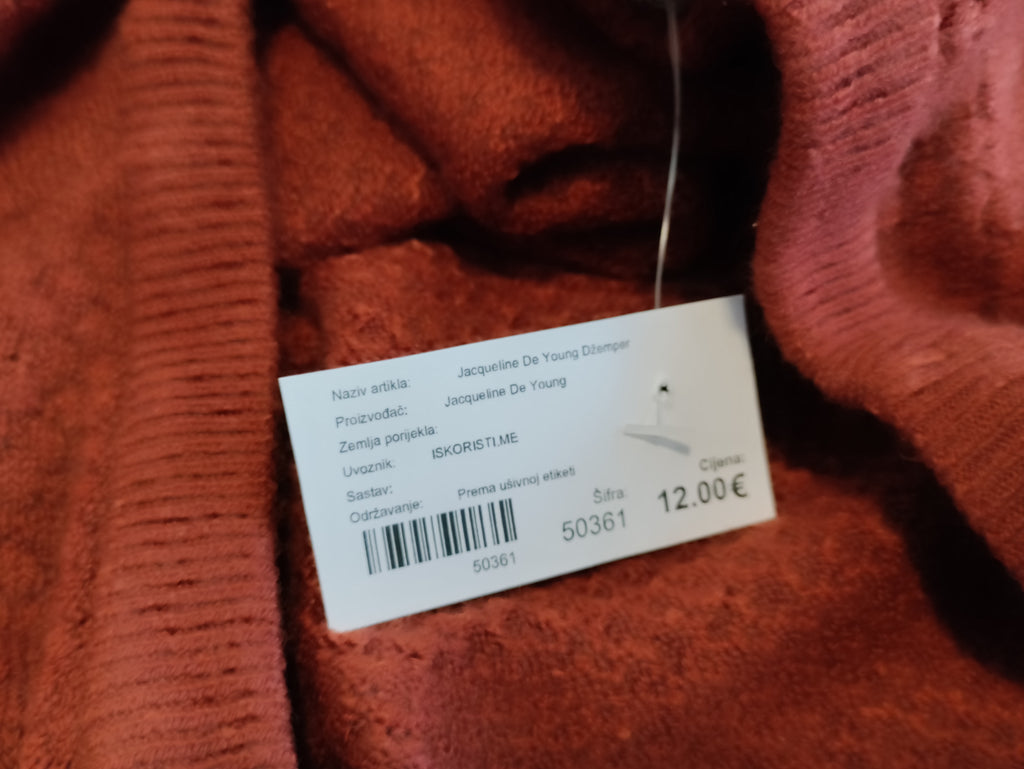 Naziv artikla: Jacqueline De Young Džemper
Proizvođač: Jacqueline De Young
Zemlja porijekla:
Uvoznik: ISKORISTI.ME
Sastav:
Održavanje: Prema ušivnoj etiketi
50361
Šifra:
50361
Cijena:
12.00€